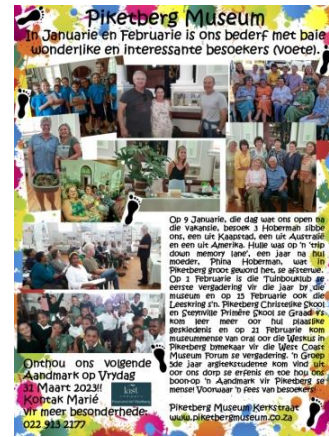 Piketberg Museum
In Januarie en Februarie is ons bederf met baie
wonderlike en interessante besoekers (voete).
Op 9 Januarie, die dag wat ons open na
die vakansie, besoek 3 Hoberman sibbe
ons, een uit Kaapstad, een uit Australië
en een uit Amerika. Hulle was op 'n 'trip
down memory lane', een jaar na hul
moeder, Phina Hoberman, wat in
Piketberg groot geword het, se afsterwe.
Op 1 Februarie is die Tuinbouklub se
eerste vergadering vir die jaar by die
museum en op 15 Februarie ook die
Leeskring s'n. Piketberg Christelike Skool
en Steynville Primêre Skool se Graad 4's
kom leer meer oor hul plaaslike
geskiedenis en op 21 Februarie kom
museummense van oral oor die Weskus in
Piketberg bymekaar vir die West Coast
Museum Forum se vergadering. 'n Groep
5de jaar argitekstudente kom vind uit
oor ons dorp se erfenis en toe hou ons
boon-op 'n Aandmark vir Piketberg se
mense! Voorwaar 'n fees van besoekers!
Onthou ons volgende
Aandmark op Vrydag
31 Maart 2023!!
Kontak Marié
vir meer besonderhede:
022 913 2177
Piketberg Museum Kerkstraat
www.piketbergmuseum.co.za